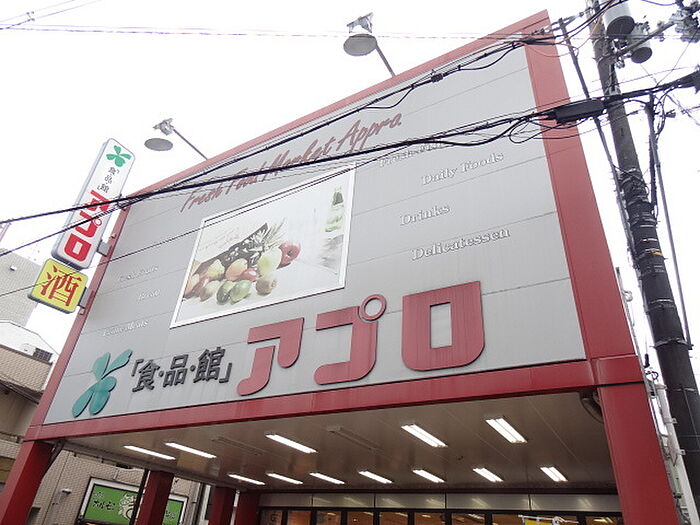 Fresh Food Market Appro
Daily Foods
Drinks
Delicatessen
「食・品・館」アプロ
「食・品・館」アプロ
酒